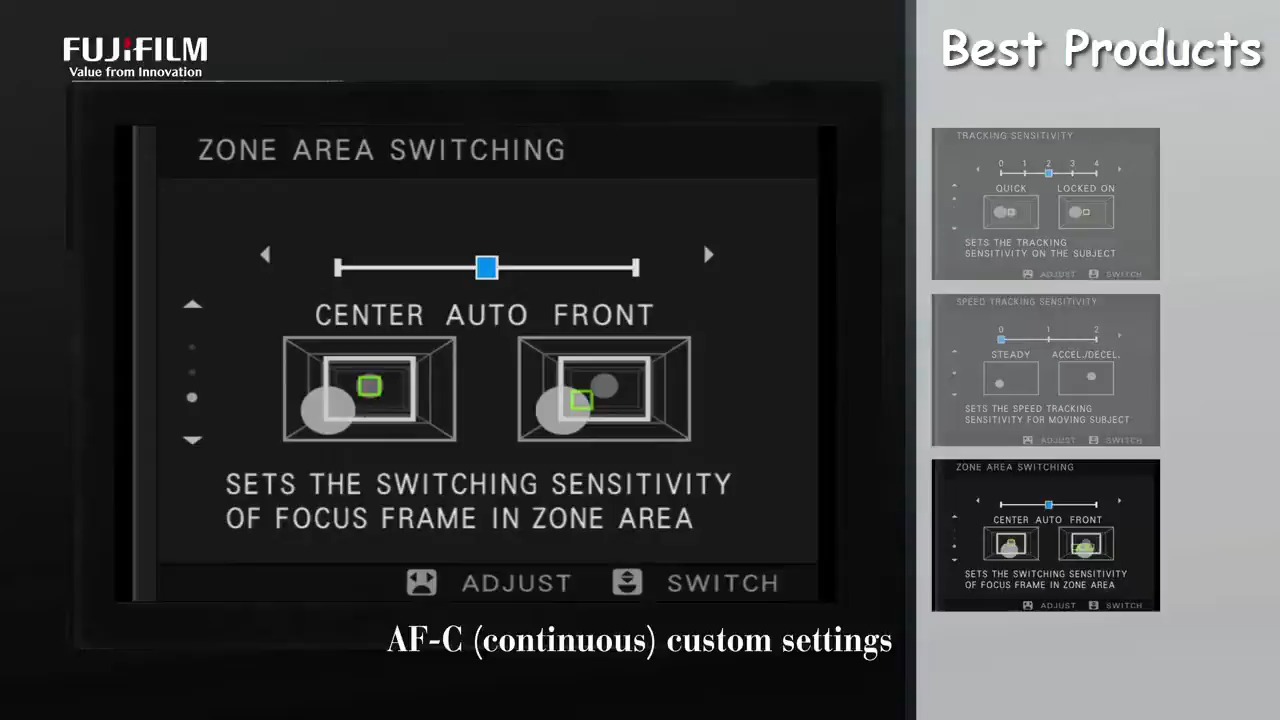 FUJIFILM
Value from Innovation
ZONE AREA SWITCHING
CENTER AUTO FRONT
SETS THE SWITCHING SENSITIVITY
OF FOCUS FRAME IN ZONE AREA
ADJUST SWITCH
AF-C (continuous) custom settings
Best Products
TRACKING SENSITIVITY
0 1 2 3 4
QUICK LOCKED ON
SETS THE TRACKING
SENSITIVITY ON THE SUBJECT
ADJUST SWITCH
SPEED TRACKING SENSITIVITY
0 1 2
STEADY ACCEL./DECEL.
SETS THE SPEED TRACKING
SENSITIVITY FOR MOVING SUBJECT
ADJUST SWITCH
ZONE AREA SWITCHING
CENTER AUTO FRONT
SETS THE SWITCHING SENSITIVITY
OF FOCUS FRAME IN ZONE AREA
ADJUST SWITCH